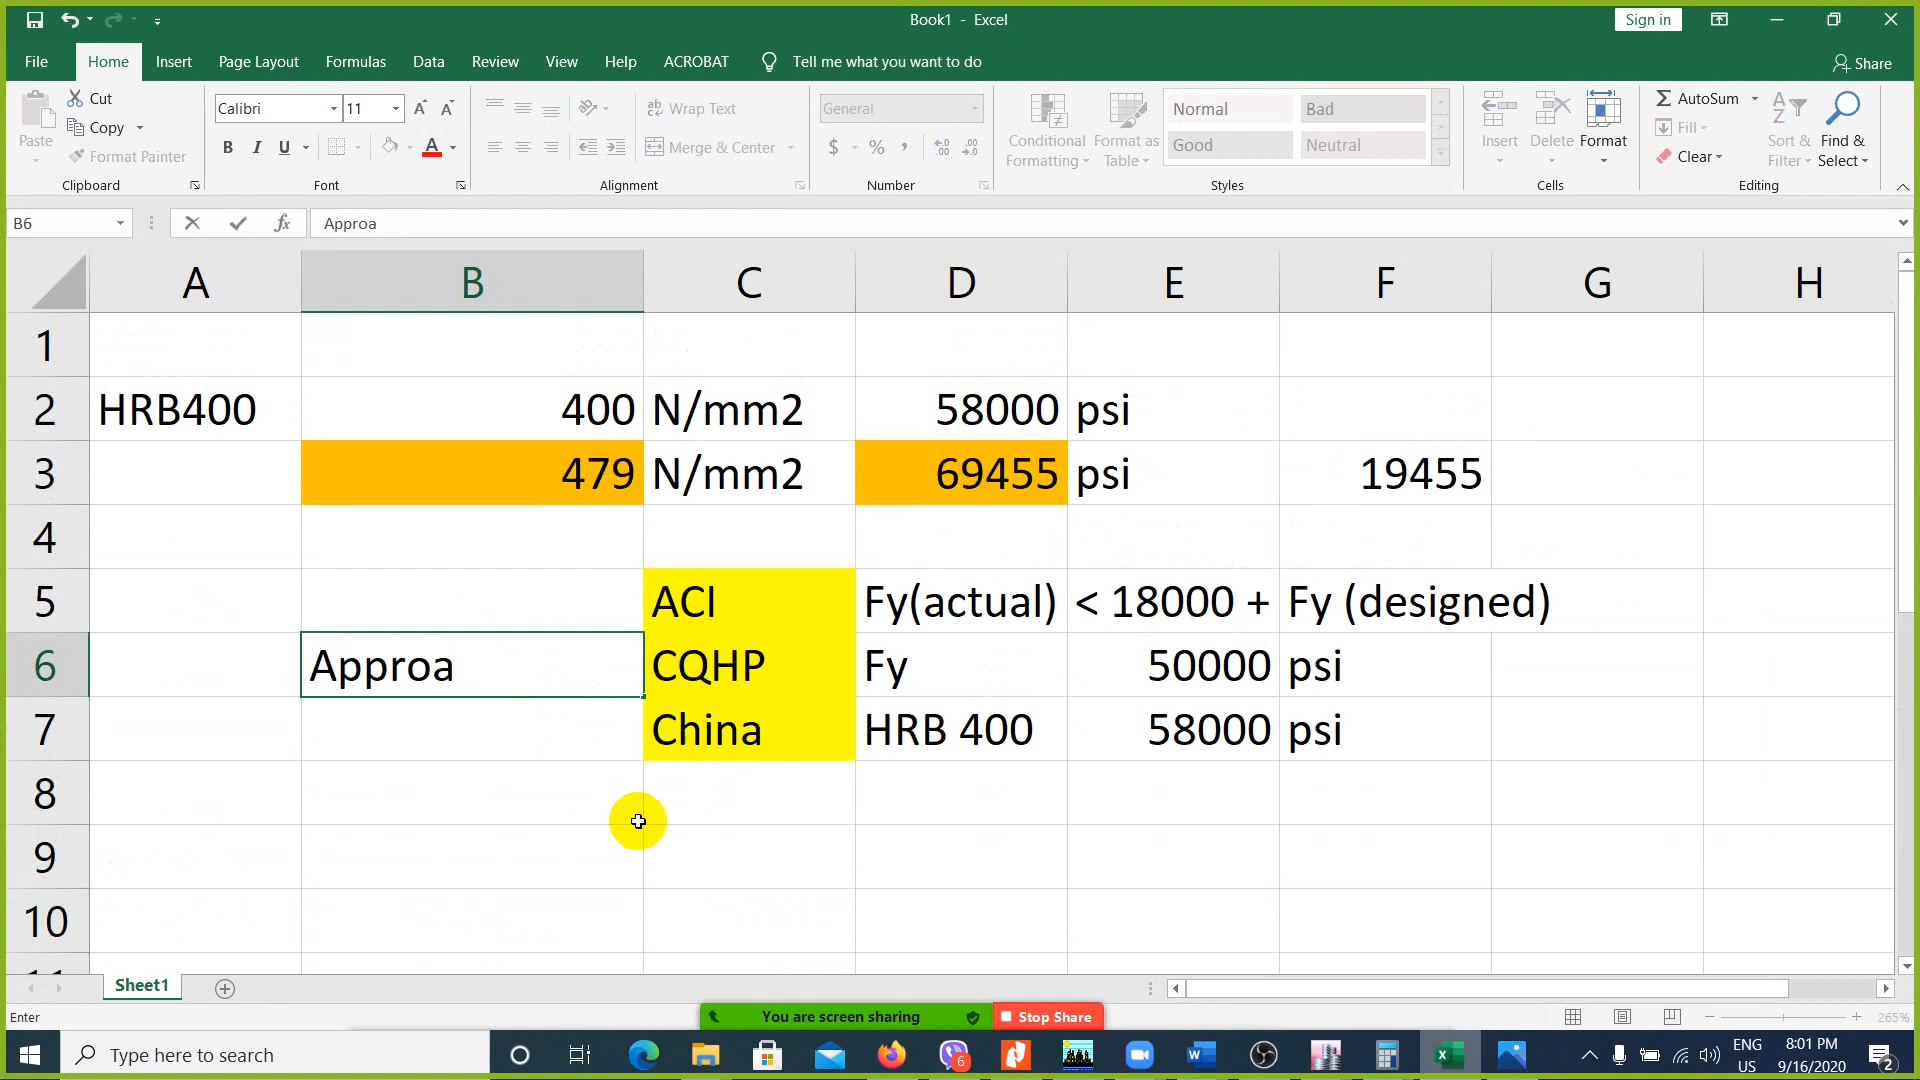 Book1 - Excel
Sign in
File Home Insert Page Layout Formulas Data Review View Help ACROBAT Tell me what you want to do
Share
Paste
Cut
Copy
Format Painter
Clipboard
Calibri 11
B I U
Font
Wrap Text
Merge & Center
Alignment
General
$ % ,
Number
Conditional Formatting
Format as Table
Normal Bad
Good Neutral
Styles
Insert Delete Format
Cells
AutoSum
Fill
Clear
Sort & Filter
Find & Select
Editing
B6 fx Approa
A B C D E F G H
1
2 HRB400 400 N/mm2 58000 psi
3 479 N/mm2 69455 psi 19455
4
5 ACI Fy(actual) < 18000 + Fy (designed)
6 Approa CQHP Fy 50000 psi
7 China HRB 400 58000 psi
8
9
10
Sheet1
Enter
You are screen sharing Stop Share
265%
Type here to search
6
ENG
US
8:01 PM
9/16/2020
2